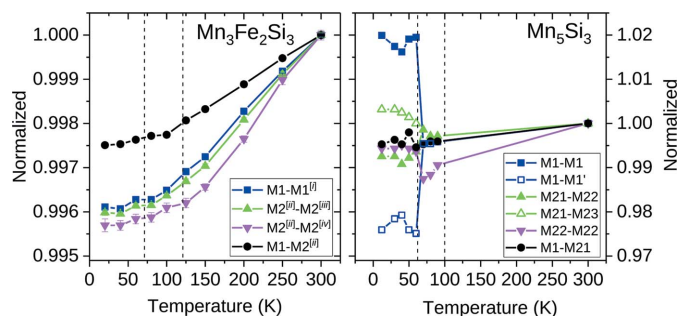 Mn₃Fe₂Si₃
Normalized
1.000
0.999
0.998
0.997
0.996
0.995
M1-M1[i]
M2[ii]-M2[iii]
M2[ii]-M2[iv]
M1-M2[ii]
0 50 100 150 200 250 300
Temperature (K)
Mn₅Si₃
M1-M1
M1-M1'
M21-M22
M21-M23
M22-M22
M1-M21
0 50 100 150 200 250 300
Temperature (K)
1.02
1.01
1.00
0.99
0.98
0.97
Normalized